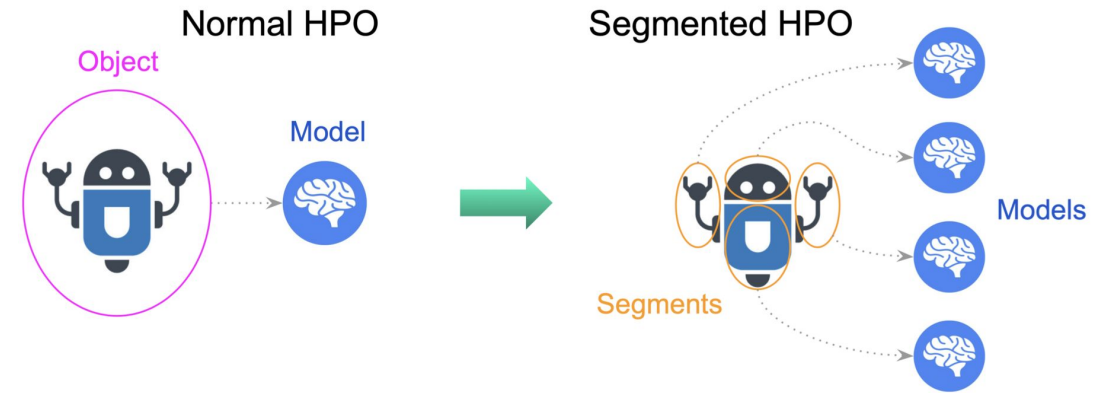 Normal HPO
Segmented HPO
Object
Model
Models
Segments